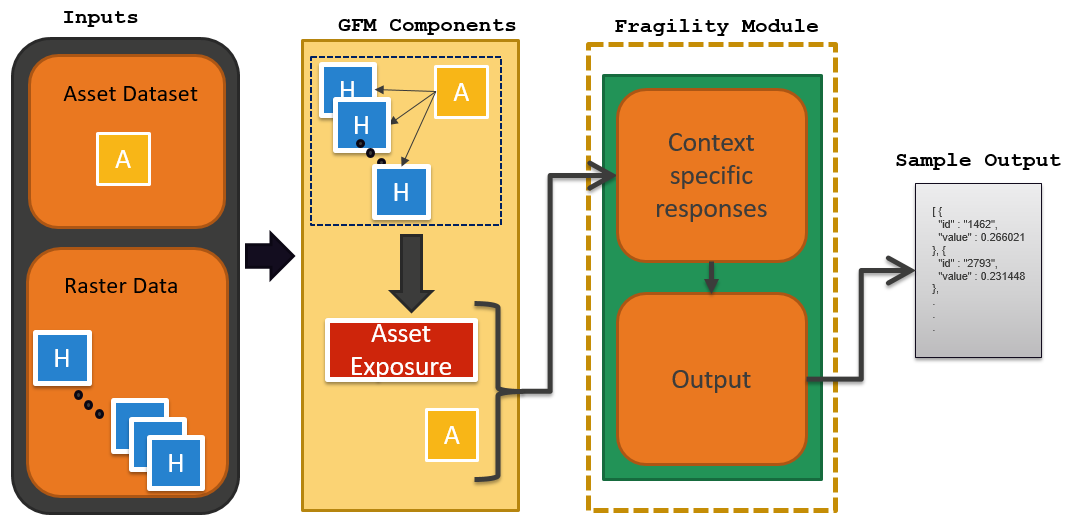 Inputs
Asset Dataset
A
Raster Data
H
H
GFM Components
H
A
H
H
Asset
Exposure
A
Fragility Module
Context
specific
responses
Output
Sample Output
[ {
"id" : "1462",
"value" : 0.266021
}, {
"id" : "2793",
"value" : 0.231448
},
.
.
.